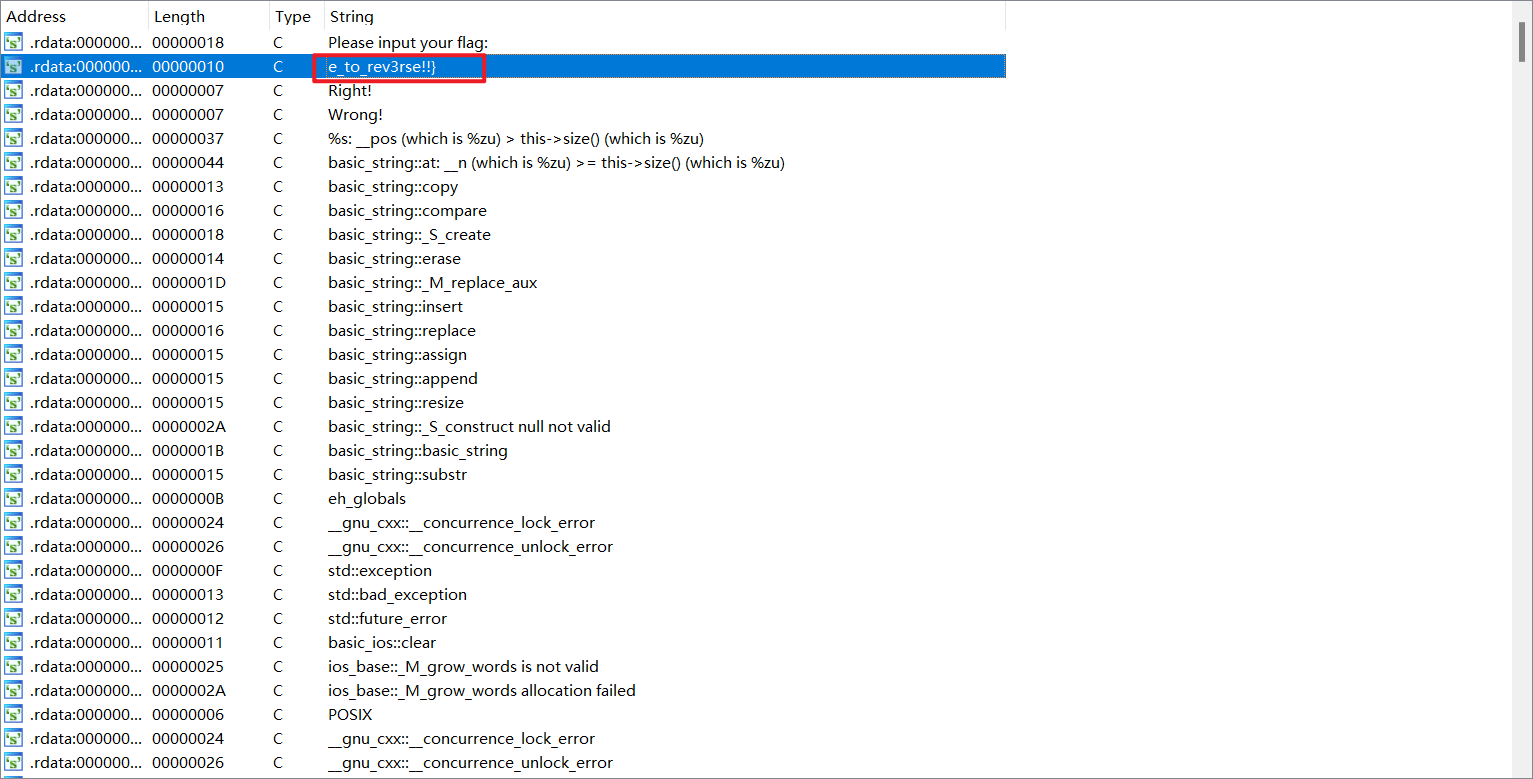 Address Length Type String
.rdata:000000... 00000018 C Please input your flag:
.rdata:000000... 00000010 C e_to_rev3rse!!}
.rdata:000000... 00000007 C Right!
.rdata:000000... 00000007 C Wrong!
.rdata:000000... 00000037 C %s: __pos (which is %zu) > this->size() (which is %zu)
.rdata:000000... 00000044 C basic_string::at: __n (which is %zu) >= this->size() (which is %zu)
.rdata:000000... 00000013 C basic_string::copy
.rdata:000000... 00000016 C basic_string::compare
.rdata:000000... 00000018 C basic_string::_S_create
.rdata:000000... 00000014 C basic_string::erase
.rdata:000000... 0000001D C basic_string::_M_replace_aux
.rdata:000000... 00000015 C basic_string::insert
.rdata:000000... 00000016 C basic_string::replace
.rdata:000000... 00000015 C basic_string::assign
.rdata:000000... 00000015 C basic_string::append
.rdata:000000... 00000015 C basic_string::resize
.rdata:000000... 0000002A C basic_string::_S_construct null not valid
.rdata:000000... 0000001B C basic_string::basic_string
.rdata:000000... 00000015 C basic_string::substr
.rdata:000000... 0000000B C eh_globals
.rdata:000000... 00000024 C __gnu_cxx::__concurrence_lock_error
.rdata:000000... 00000026 C __gnu_cxx::__concurrence_unlock_error
.rdata:000000... 0000000F C std::exception
.rdata:000000... 00000013 C std::bad_exception
.rdata:000000... 00000012 C std::future_error
.rdata:000000... 00000011 C basic_ios::clear
.rdata:000000... 00000025 C ios_base::_M_grow_words is not valid
.rdata:000000... 0000002A C ios_base::_M_grow_words allocation failed
.rdata:000000... 00000006 C POSIX
.rdata:000000... 00000024 C __gnu_cxx::__concurrence_lock_error
.rdata:000000... 00000026 C __gnu_cxx::__concurrence_unlock_error